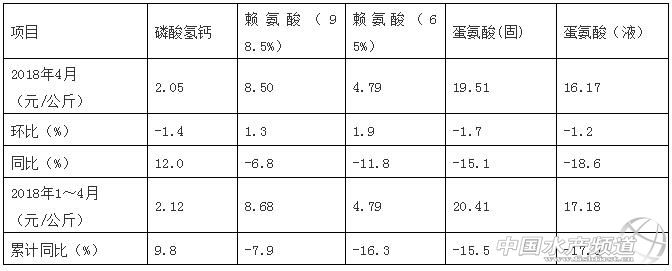 项目 磷酸氢钙 赖氨酸（98.5%） 赖氨酸（65%） 蛋氨酸(固) 蛋氨酸（液）
2018年4月（元/公斤） 2.05 8.50 4.79 19.51 16.17
环比（%） -1.4 1.3 1.9 -1.7 -1.2
同比（%） 12.0 -6.8 -11.8 -15.1 -18.6
2018年1～4月（元/公斤） 2.12 8.68 4.79 20.41 17.18
累计同比（%） 9.8 -7.9 -16.3 -15.5
中国水产频道
www.fishfirst.cn